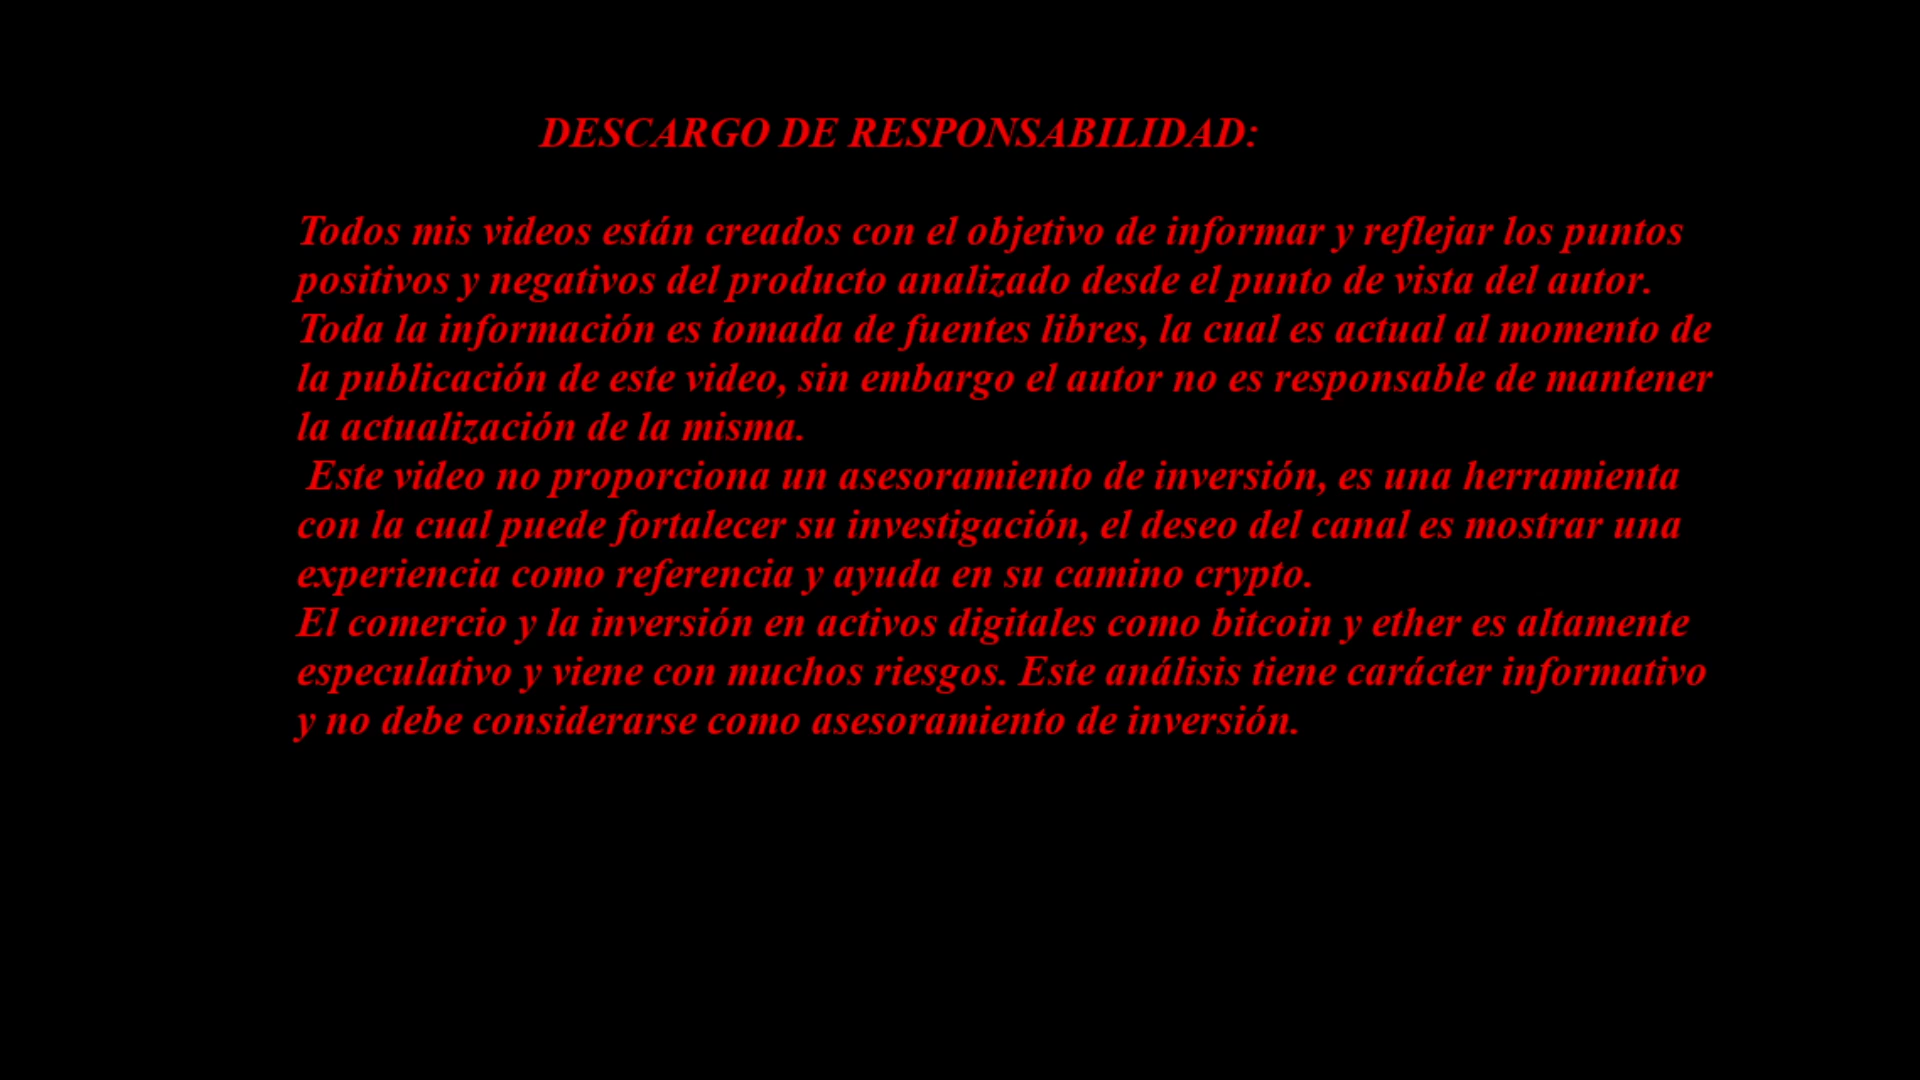 DESCARGO DE RESPONSABILIDAD:
Todos mis videos están creados con el objetivo de informar y reflejar los puntos
positivos y negativos del producto analizado desde el punto de vista del autor.
Toda la información es tomada de fuentes libres, la cual es actual al momento de
la publicación de este video, sin embargo el autor no es responsable de mantener
la actualización de la misma.
Este video no proporciona un asesoramiento de inversión, es una herramienta
con la cual puede fortalecer su investigación, el deseo del canal es mostrar una
experiencia como referencia y ayuda en su camino crypto.
El comercio y la inversión en activos digitales como bitcoin y ether es altamente
especulativo y viene con muchos riesgos. Este análisis tiene carácter informativo
y no debe considerarse como asesoramiento de inversión.